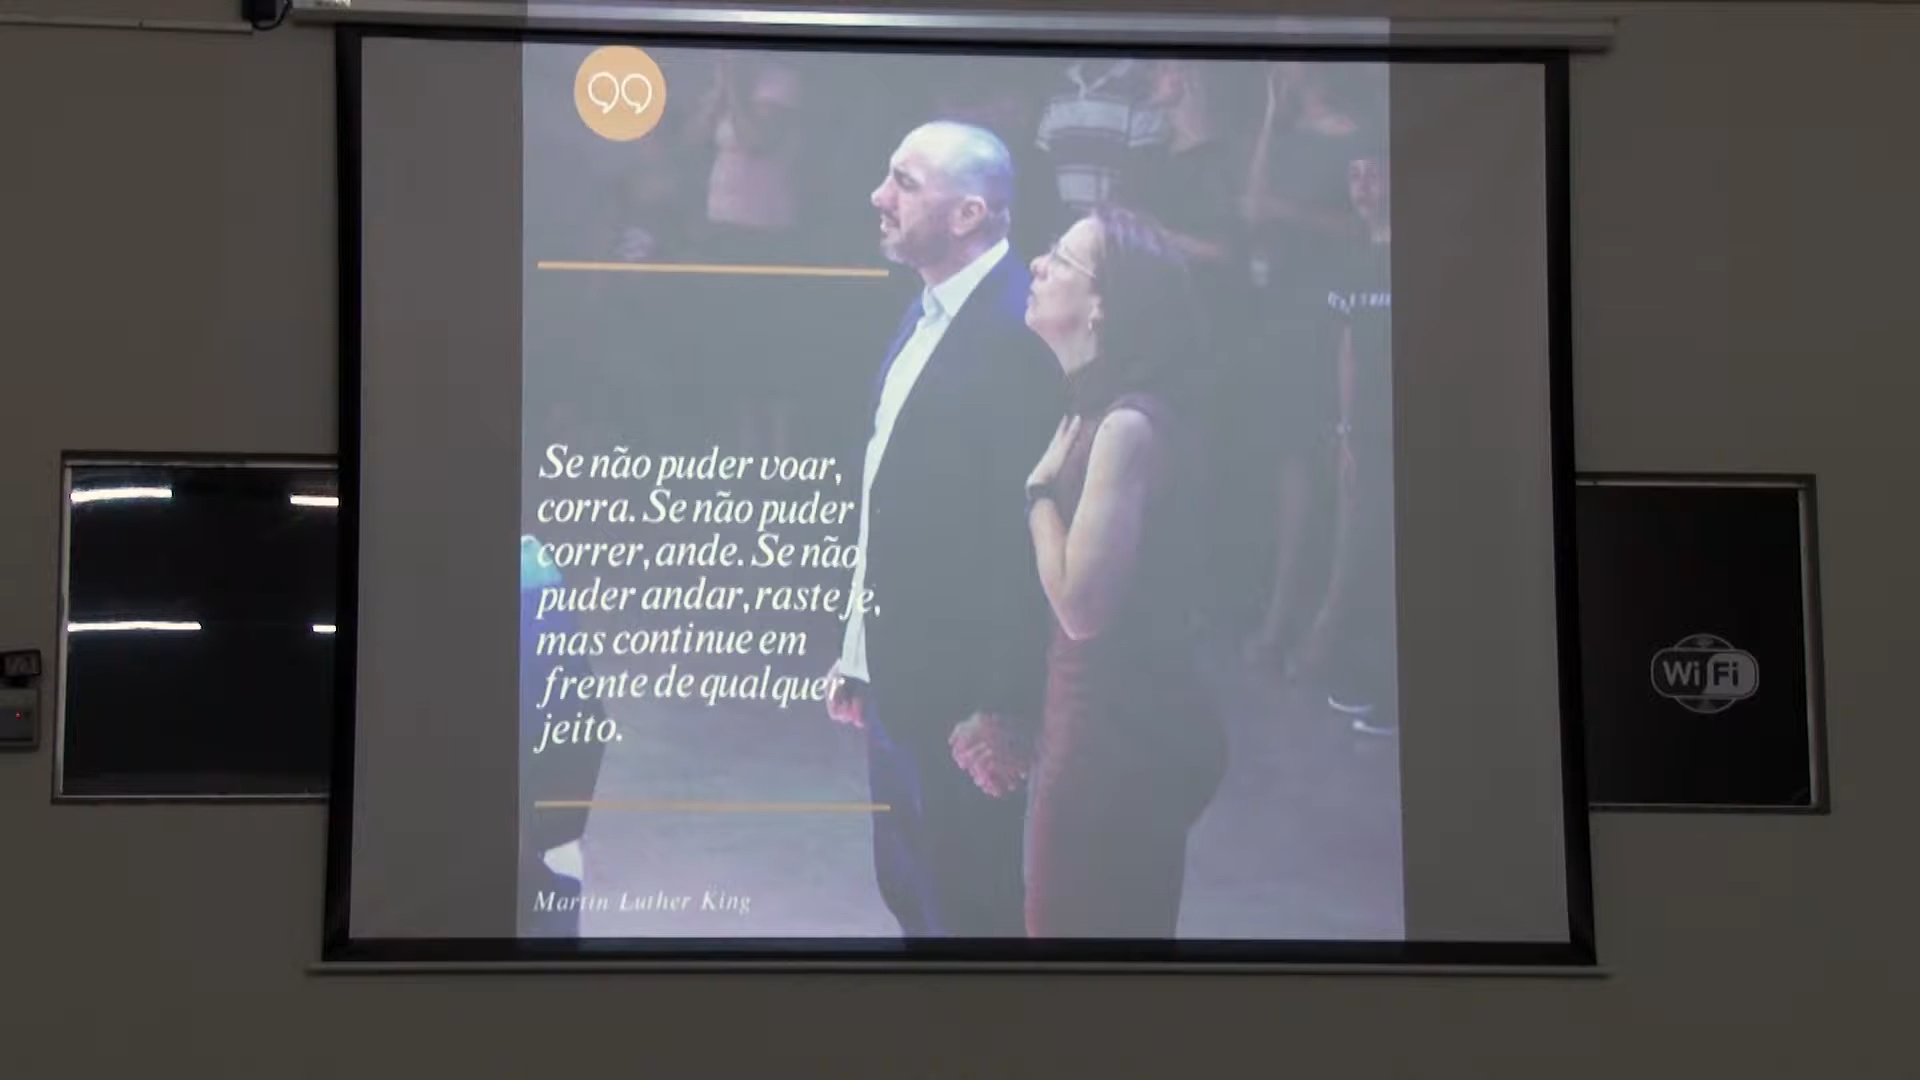 Se não puder voar,
corra. Se não puder
correr, ande. Se não
puder andar, rasteje,
mas continue em
frente de qualquer
jeito.
Martin Luther King
WiFi